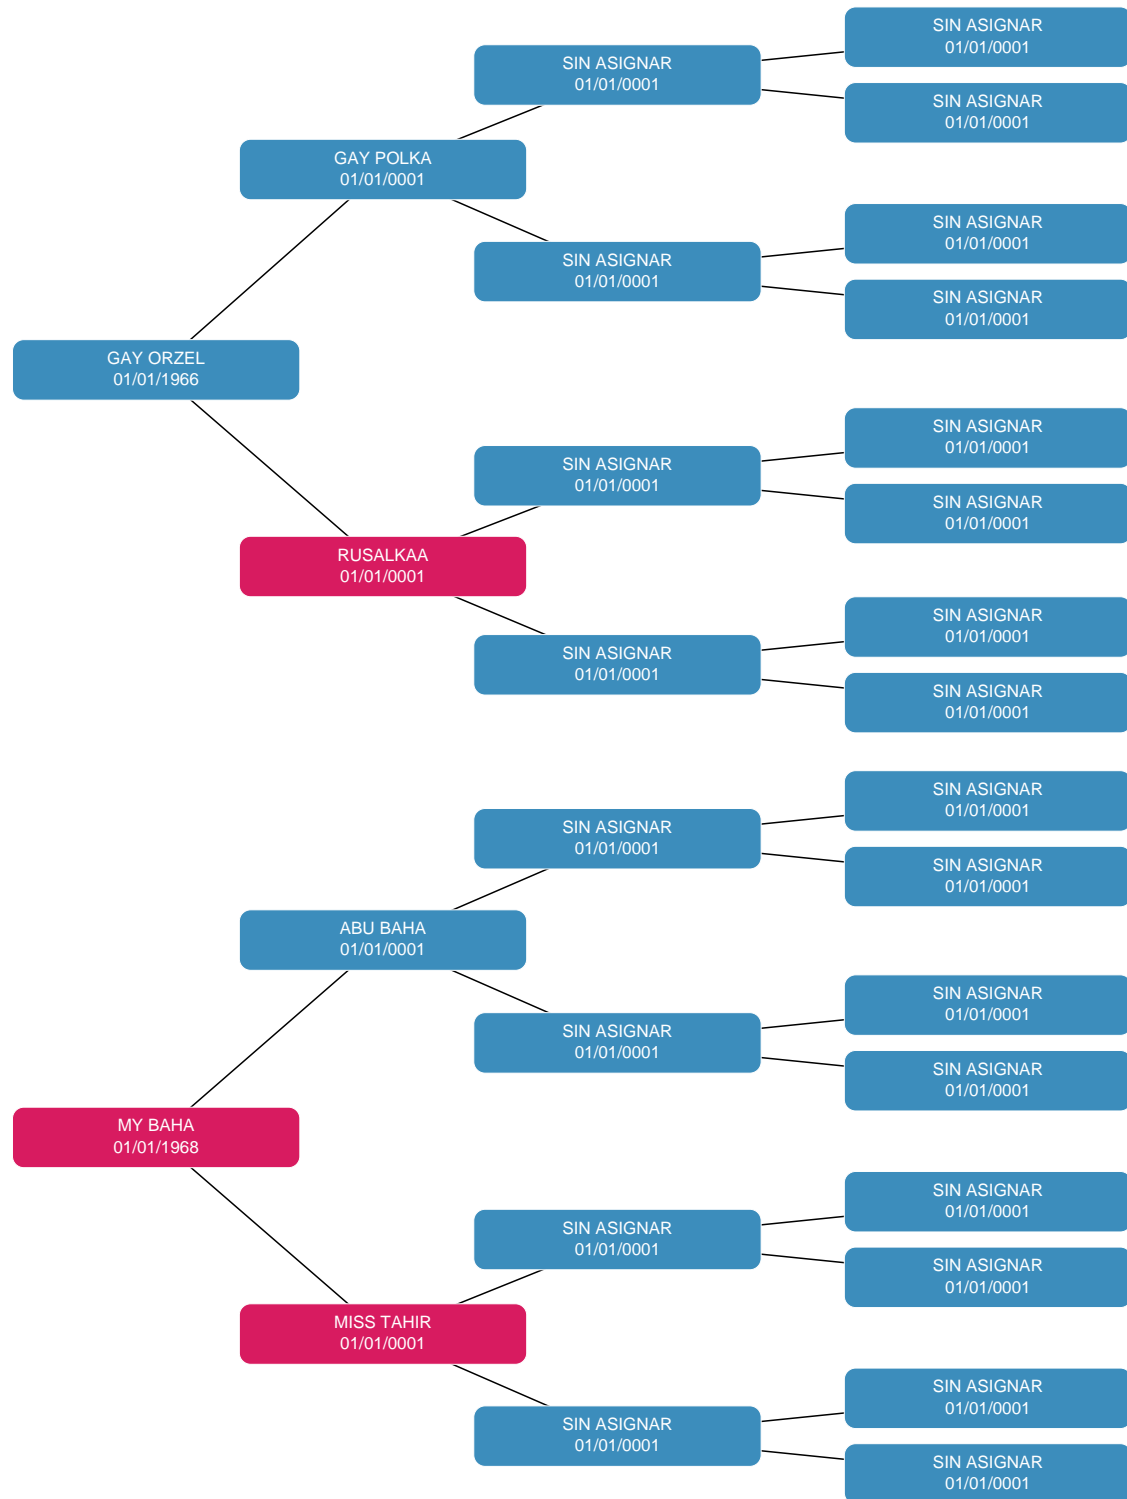 SIN ASIGNAR
01/01/0001
SIN ASIGNAR
01/01/0001
SIN ASIGNAR
01/01/0001
GAY POLKA
01/01/0001
SIN ASIGNAR
01/01/0001
SIN ASIGNAR
01/01/0001
SIN ASIGNAR
01/01/0001
GAY ORZEL
01/01/1966
SIN ASIGNAR
01/01/0001
SIN ASIGNAR
01/01/0001
SIN ASIGNAR
01/01/0001
RUSALKAA
01/01/0001
SIN ASIGNAR
01/01/0001
SIN ASIGNAR
01/01/0001
SIN ASIGNAR
01/01/0001
SIN ASIGNAR
01/01/0001
SIN ASIGNAR
01/01/0001
SIN ASIGNAR
01/01/0001
ABU BAHA
01/01/0001
SIN ASIGNAR
01/01/0001
SIN ASIGNAR
01/01/0001
SIN ASIGNAR
01/01/0001
MY BAHA
01/01/1968
SIN ASIGNAR
01/01/0001
SIN ASIGNAR
01/01/0001
SIN ASIGNAR
01/01/0001
MISS TAHIR
01/01/0001
SIN ASIGNAR
01/01/0001
SIN ASIGNAR
01/01/0001
SIN ASIGNAR
01/01/0001